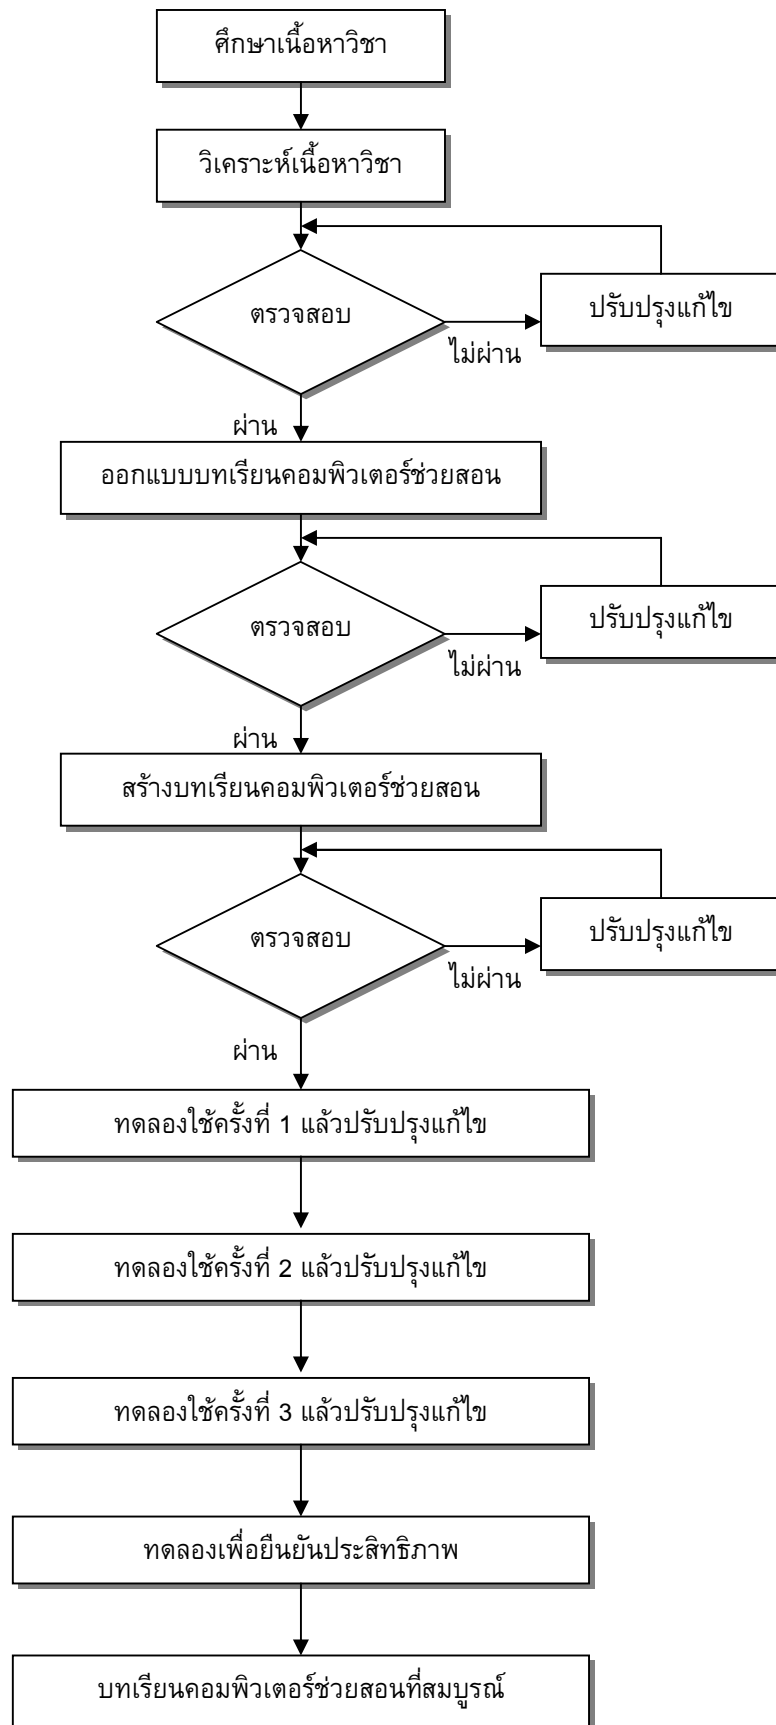 ศึกษาเนื้อหาวิชา
วิเคราะห์เนื้อหาวิชา
ตรวจสอบ
ปรับปรุงแก้ไข
ไม่ผ่าน
ผ่าน
ออกแบบบทเรียนคอมพิวเตอร์ช่วยสอน
ตรวจสอบ
ปรับปรุงแก้ไข
ไม่ผ่าน
ผ่าน
สร้างบทเรียนคอมพิวเตอร์ช่วยสอน
ตรวจสอบ
ปรับปรุงแก้ไข
ไม่ผ่าน
ผ่าน
ทดลองใช้ครั้งที่ 1 แล้วปรับปรุงแก้ไข
ทดลองใช้ครั้งที่ 2 แล้วปรับปรุงแก้ไข
ทดลองใช้ครั้งที่ 3 แล้วปรับปรุงแก้ไข
ทดลองเพื่อยืนยันประสิทธิภาพ
บทเรียนคอมพิวเตอร์ช่วยสอนที่สมบูรณ์